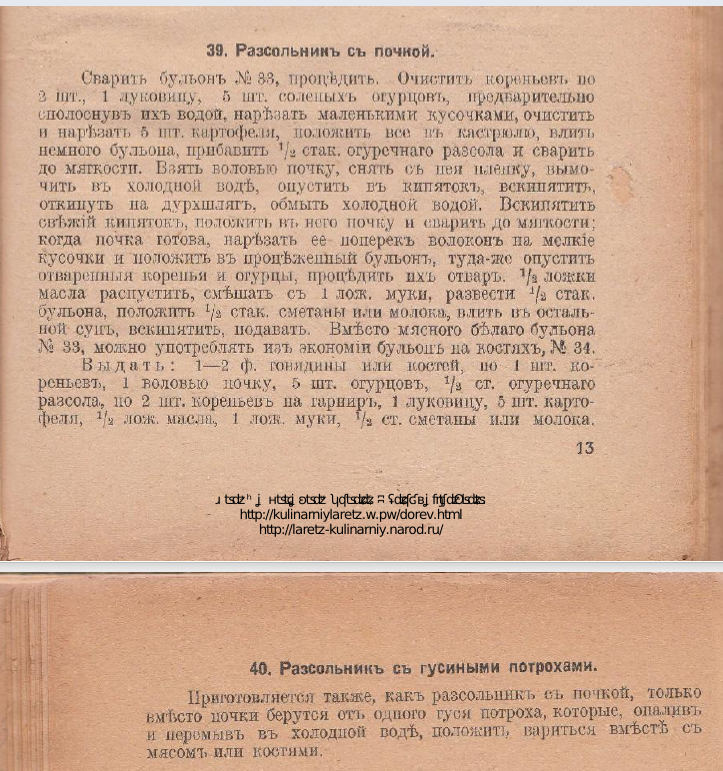 39. Разсольникъ съ почкой.
Сварить бульонъ № 33, процѣдить. Очистить кореньевъ по
2 шт., 1 луковицу, 5 шт. соленыхъ огурцовъ, предварительно
сполоснувъ ихъ водой, нарѣзать маленькими кусочками, очистить
и нарѣзать 5 шт. картофеля, положить все въ кастрюлю, влить
немного бульона, прибавить ¹/₂ стак. огуречнаго разсола и сварить
до мягкости. Взять воловью почку, снять съ нея пленку, вымо-
чить въ холодной водѣ, опустить въ кипятокъ, вскипятить,
откинуть на дурхшлягъ, обмыть холодной водой. Вскипятить
свѣжій кипятокъ, положить въ него почку и сварить до мягкости;
когда почка готова, нарѣзать ее поперекъ волоконъ на мелкіе
кусочки и положить въ процѣженный бульонъ, туда-же опустить
отваренныя коренья и огурцы, процѣдить ихъ отваръ. ¹/₂ ложки
масла распустить, смѣшать съ 1 лож. муки, развести ¹/₂ стак.
бульона, положить ¹/₂ стак. сметаны или молока, влить въ осталь-
ной супъ, вскипятить, подавать. Вмѣсто мясного бѣлаго бульона
№ 33, можно употреблять изъ экономіи бульонъ на костяхъ, № 34.
Выдать: 1—2 ф. говядины или костей, по 1 шт. ко-
реньевъ, 1 воловью почку, 5 шт. огурцовъ, ¹/₂ ст. огуречнаго
разсола, по 2 шт. кореньевъ на гарниръ, 1 луковицу, 5 шт. карто-
феля, ¹/₂ лож. масла, 1 лож. муки, ¹/₂ ст. сметаны или молока.
13
http://kulinarniylaretz.w.pw/dorev.html
http://laretz-kulinarniy.narod.ru/
40. Разсольникъ съ гусиными потрохами.
Приготовляется также, какъ разсольникъ съ почкой, только
вмѣсто почки берутся отъ одного гуся потроха, которые, опаливъ
и перемывъ въ холодной водѣ, положить вариться вмѣстѣ съ
мясомъ или костями.